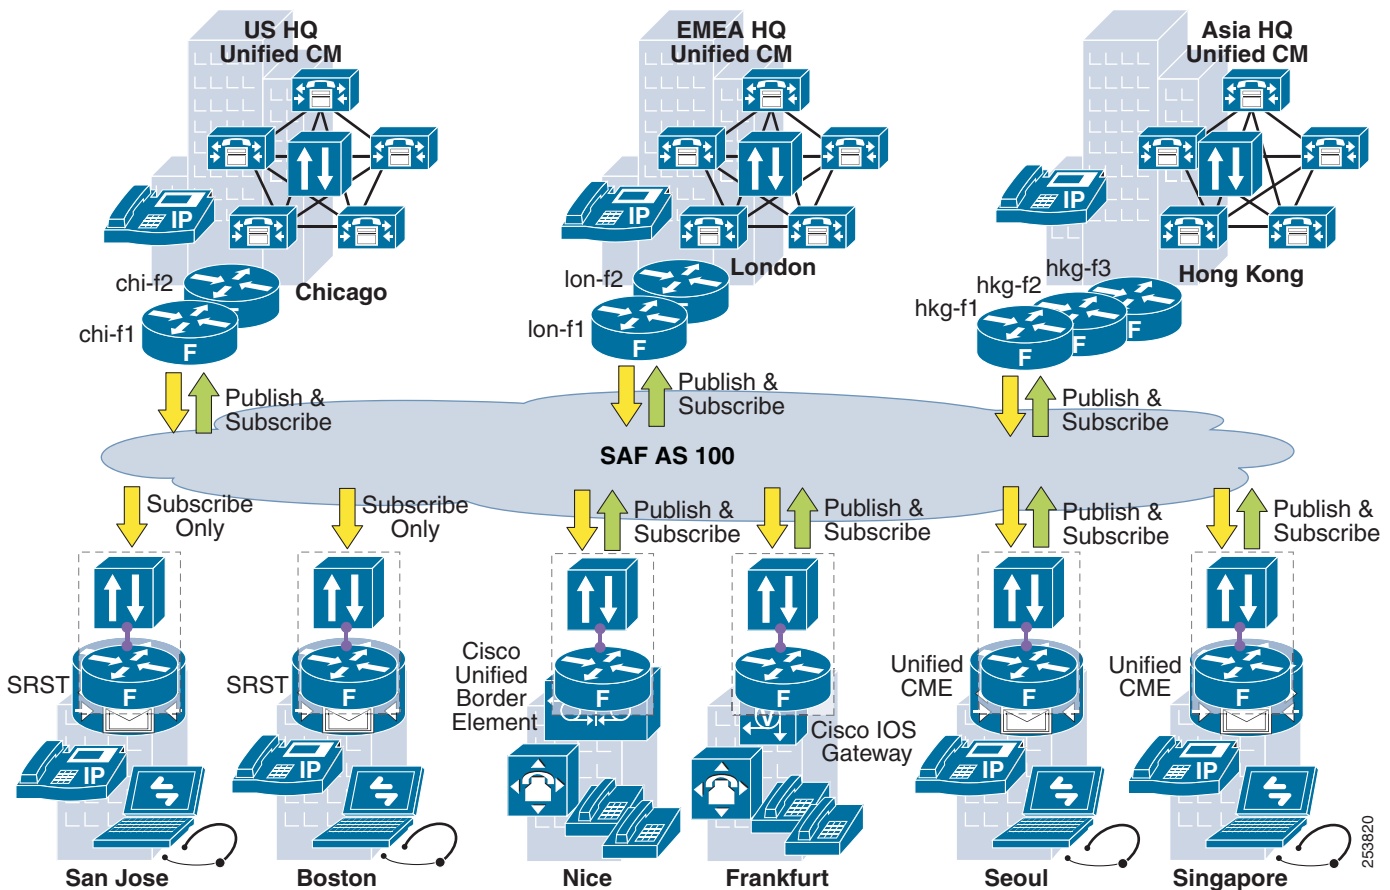 US HQ
Unified CM
EMEA HQ
Unified CM
Asia HQ
Unified CM
IP
IP
IP
chi-f2
chi-f1
F
Chicago
lon-f2
lon-f1
F
London
hkg-f3
hkg-f2
hkg-f1
F
F
F
Hong Kong
Publish &
Subscribe
Publish &
Subscribe
Publish &
Subscribe
SAF AS 100
Subscribe
Only
Subscribe
Only
Publish &
Subscribe
Publish &
Subscribe
Publish &
Subscribe
Publish &
Subscribe
SRST
F
SRST
F
Cisco
Unified
Border
Element
F
F
V
Cisco IOS
Gateway
Unified
CME
F
Unified
CME
F
IP
IP
IP
IP
San Jose
Boston
Nice
Frankfurt
Seoul
Singapore
253820